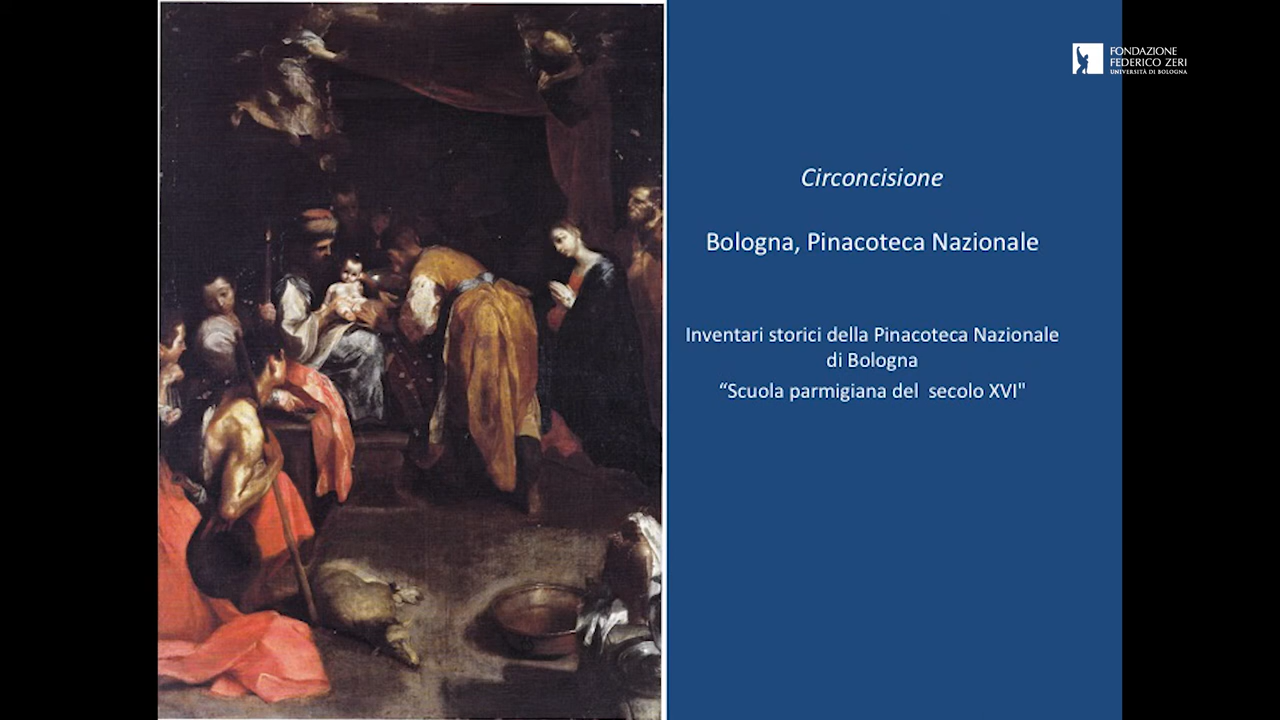 FONDAZIONE
FEDERICO ZERI
UNIVERSITÀ DI BOLOGNA
Circoncisione
Bologna, Pinacoteca Nazionale
Inventari storici della Pinacoteca Nazionale
di Bologna
“Scuola parmigiana del  secolo XVI"